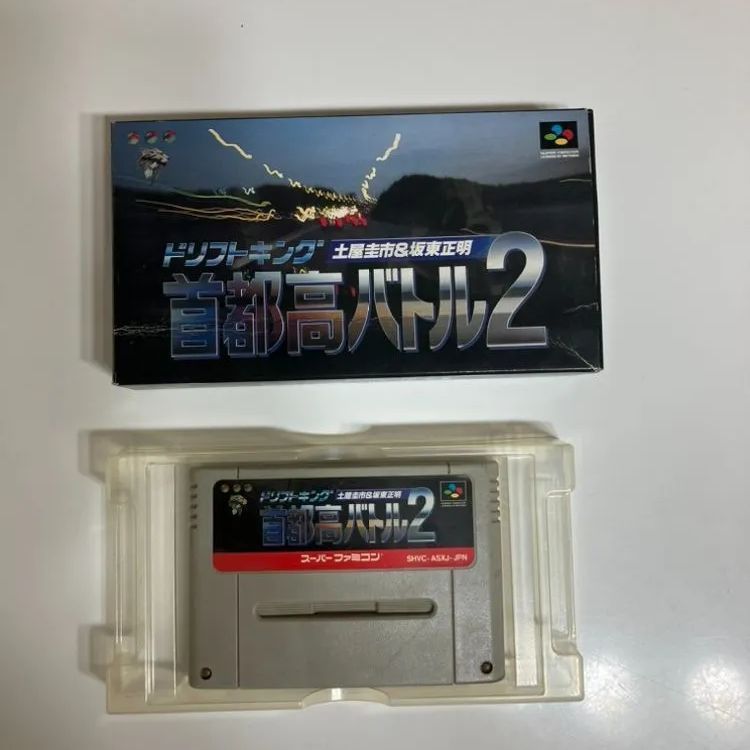 ドリフトキング 土屋圭市&坂東正明
首都高バトル2
ドリフトキング 土屋圭市&坂東正明
首都高バトル2
スーパーファミコン SHVC-ASXJ-JPN